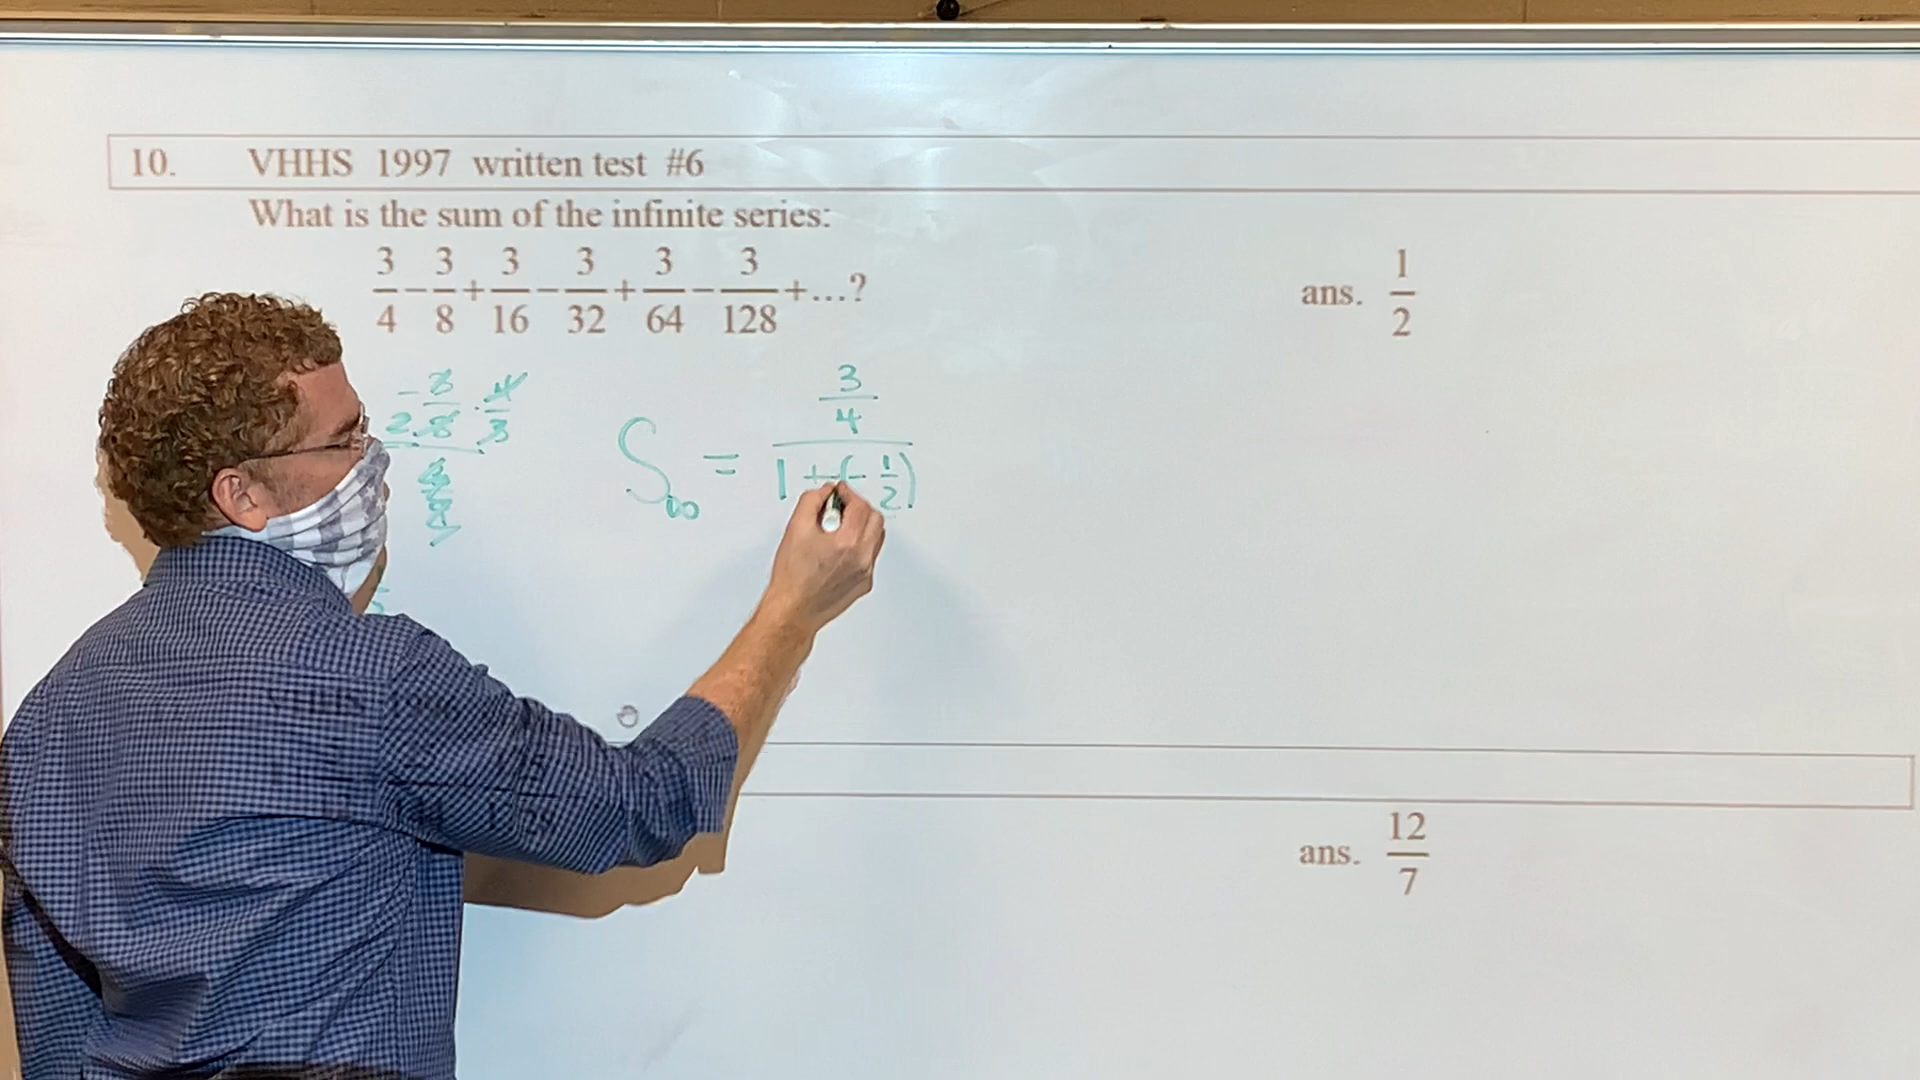 10. VHHS 1997 written test #6
What is the sum of the infinite series:
3/4 - 3/8 + 3/16 - 3/32 + 3/64 - 3/128 + ...?
ans. 1/2
S∞ = (3/4) / (1 + (- 1/2))
ans. 12/7